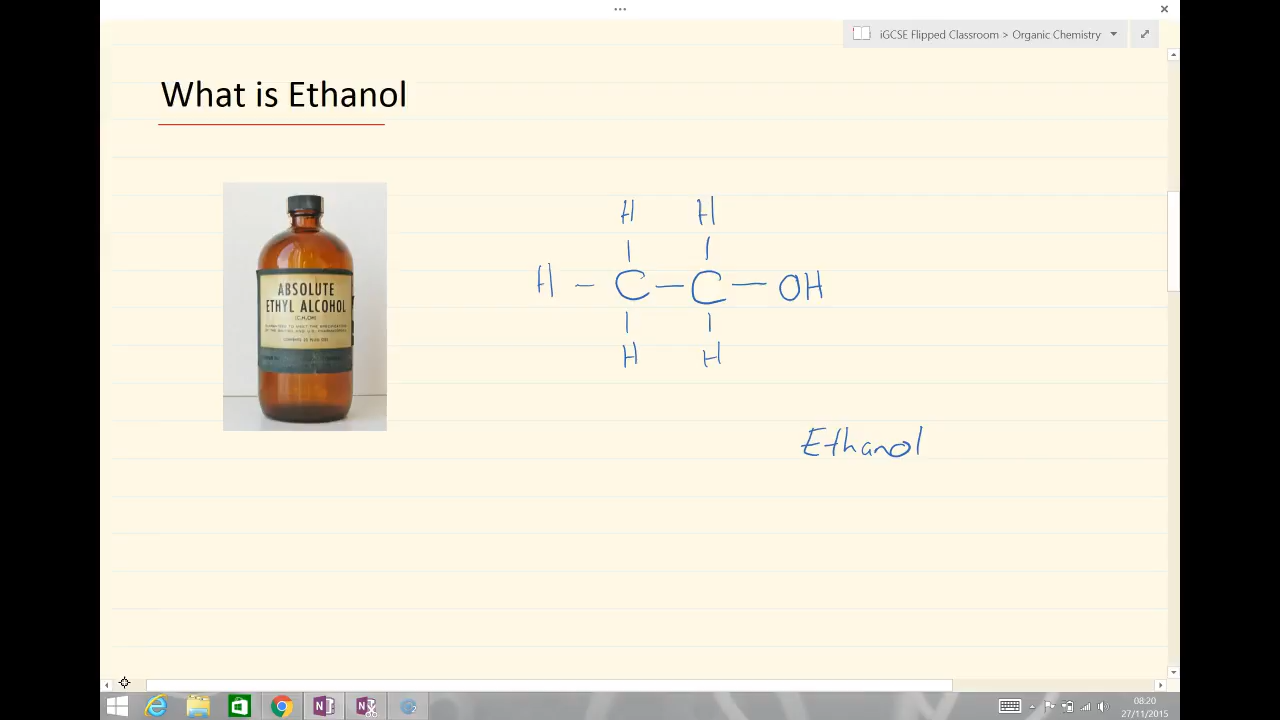 iGCSE Flipped Classroom > Organic Chemistry
What is Ethanol
ABSOLUTE
ETHYL ALCOHOL
H H
H - C - C - OH
H H
Ethanol
08:20
27/11/2015